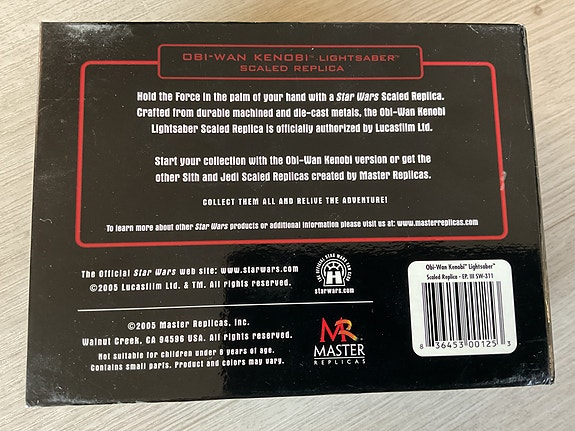 OBI-WAN KENOBI™ LIGHTSABER™
SCALED REPLICA
Hold the Force in the palm of your hand with a Star Wars Scaled Replica.
Crafted from durable machined and die-cast metals, the Obi-Wan Kenobi
Lightsaber Scaled Replica is officially authorized by Lucasfilm Ltd.
Start your collection with the Obi-Wan Kenobi version or get the
other Sith and Jedi Scaled Replicas created by Master Replicas.
COLLECT THEM ALL AND RELIVE THE ADVENTURE!
To learn more about other Star Wars products or additional information please visit us at: www.masterreplicas.com
The Official Star Wars web site: www.starwars.com
©2005 Lucasfilm Ltd. & TM. All rights reserved.
THE OFFICIAL STAR WARS WEB SITE
starwars.com
©2005 Master Replicas, Inc.
Walnut Creek, CA 94596 USA. All rights reserved.
Not suitable for children under 8 years of age.
Contains small parts. Product and colors may vary.
MR
MASTER
REPLICAS
Obi-Wan Kenobi™ Lightsaber™
Scaled Replica - EP. III SW-311
8 36453 00125 3